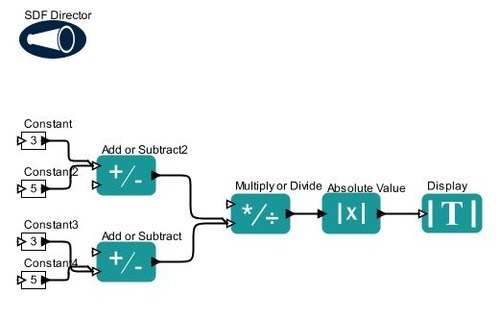 SDF Director
Constant
3
Add or Subtract2
+/-
Constant2
5
Multiply or Divide
*/÷
Absolute Value
|x|
Display
|T|
Constant3
3
Add or Subtract
+/-
Constant4
5